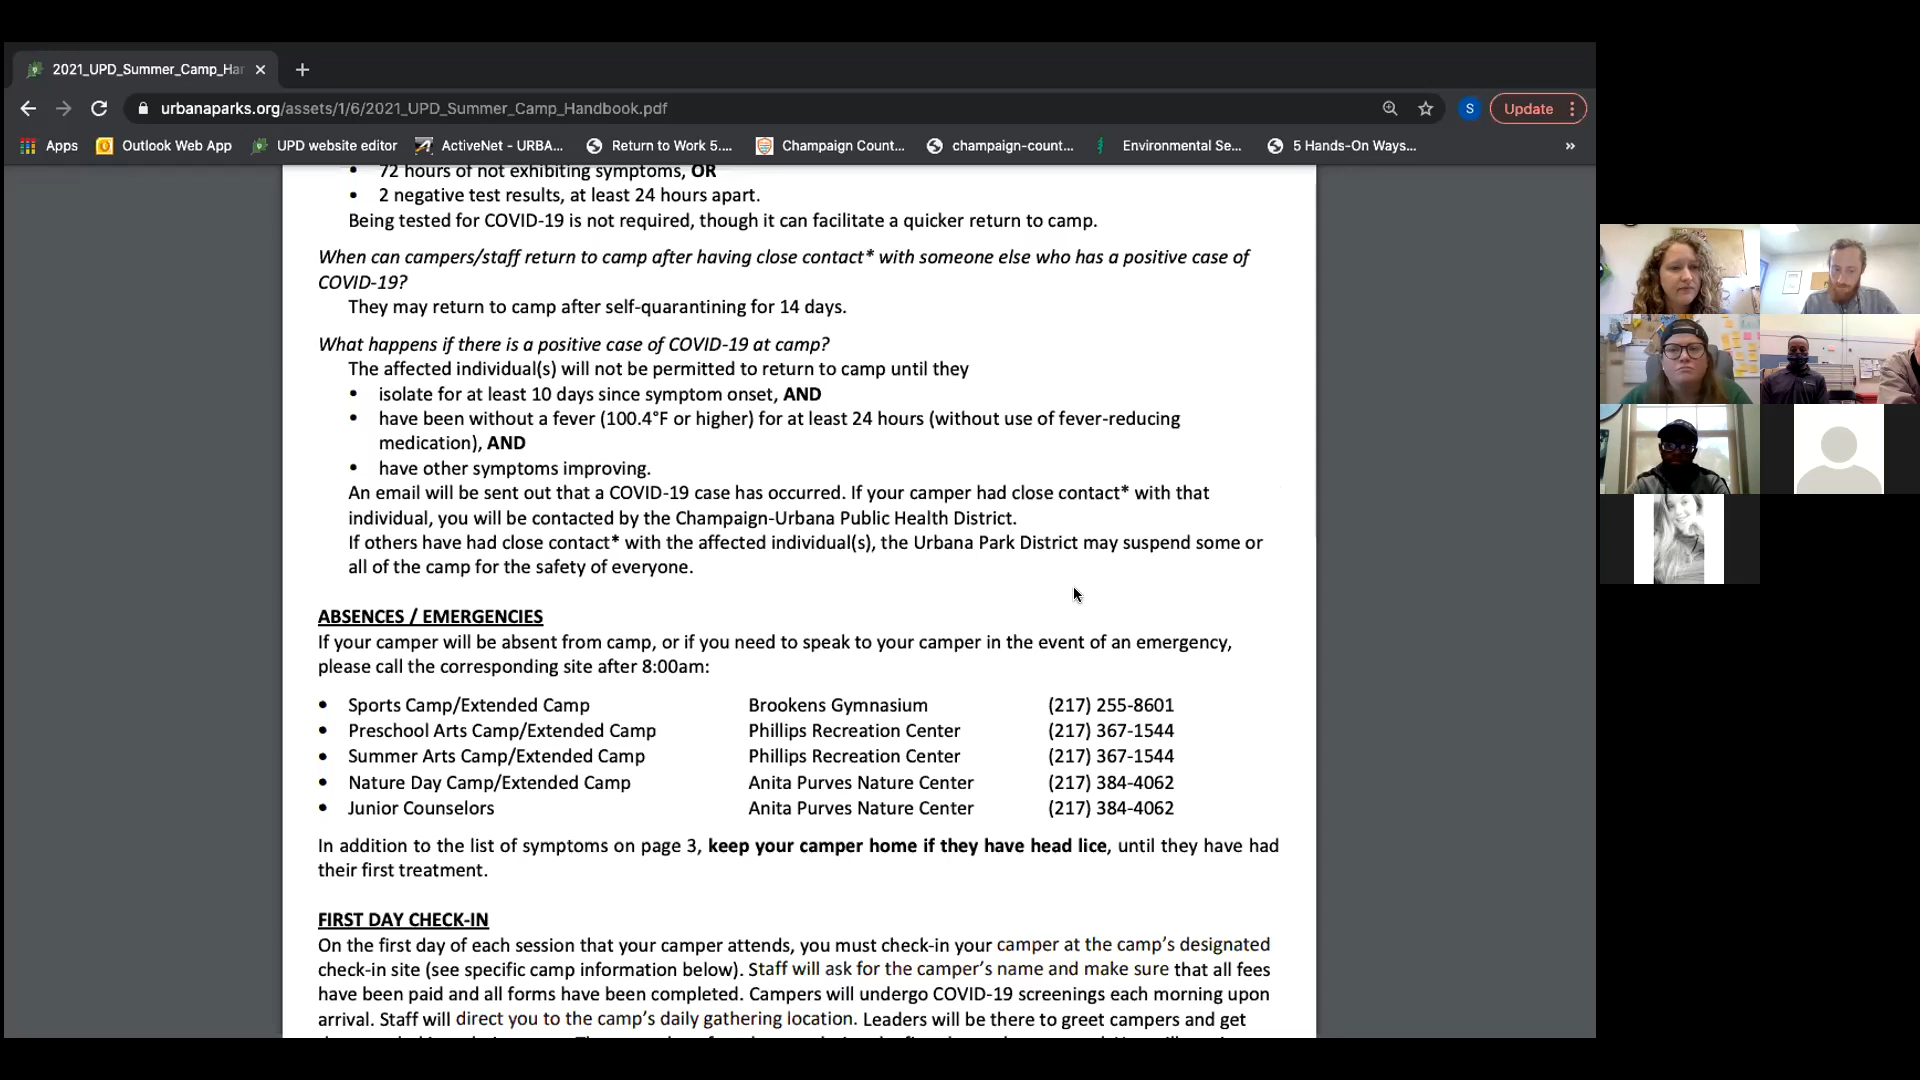 2021_UPD_Summer_Camp_Har
urbanaparks.org/assets/1/6/2021_UPD_Summer_Camp_Handbook.pdf
S
Update
Apps
Outlook Web App
UPD website editor
ActiveNet - URBA...
Return to Work 5....
Champaign Count...
champaign-count...
Environmental Se...
5 Hands-On Ways...
»
• 72 hours of not exhibiting symptoms, OR
• 2 negative test results, at least 24 hours apart.
Being tested for COVID-19 is not required, though it can facilitate a quicker return to camp.
When can campers/staff return to camp after having close contact* with someone else who has a positive case of
COVID-19?
They may return to camp after self-quarantining for 14 days.
What happens if there is a positive case of COVID-19 at camp?
The affected individual(s) will not be permitted to return to camp until they
• isolate for at least 10 days since symptom onset, AND
• have been without a fever (100.4°F or higher) for at least 24 hours (without use of fever-reducing
medication), AND
• have other symptoms improving.
An email will be sent out that a COVID-19 case has occurred. If your camper had close contact* with that
individual, you will be contacted by the Champaign-Urbana Public Health District.
If others have had close contact* with the affected individual(s), the Urbana Park District may suspend some or
all of the camp for the safety of everyone.
ABSENCES / EMERGENCIES
If your camper will be absent from camp, or if you need to speak to your camper in the event of an emergency,
please call the corresponding site after 8:00am:
• Sports Camp/Extended Camp Brookens Gymnasium (217) 255-8601
• Preschool Arts Camp/Extended Camp Phillips Recreation Center (217) 367-1544
• Summer Arts Camp/Extended Camp Phillips Recreation Center (217) 367-1544
• Nature Day Camp/Extended Camp Anita Purves Nature Center (217) 384-4062
• Junior Counselors Anita Purves Nature Center (217) 384-4062
In addition to the list of symptoms on page 3, keep your camper home if they have head lice, until they have had
their first treatment.
FIRST DAY CHECK-IN
On the first day of each session that your camper attends, you must check-in your camper at the camp's designated
check-in site (see specific camp information below). Staff will ask for the camper's name and make sure that all fees
have been paid and all forms have been completed. Campers will undergo COVID-19 screenings each morning upon
arrival. Staff will direct you to the camp's daily gathering location. Leaders will be there to greet campers and get